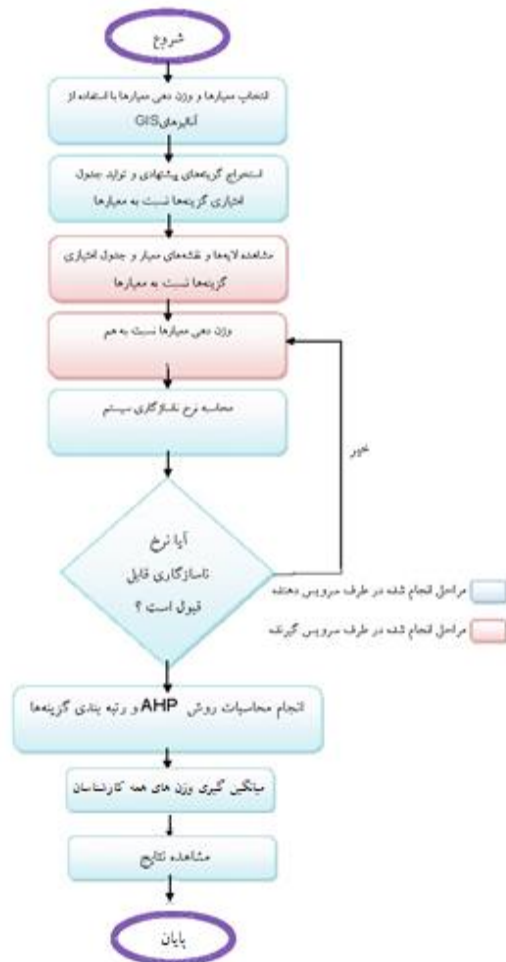 شروع
انتخاب معیارها و وزن دهی معیارها با استفاده از
آنالیزهای GIS
استخراج گزینه‌های پیشنهادی و تولید جدول
اختیاری گزینه‌ها نسبت به معیارها
مشاهده لایه‌ها و نقشه‌های معیار و جدول اختیاری
گزینه‌ها نسبت به معیارها
وزن دهی معیارها نسبت به هم
محاسبه نرخ ناسازگاری سیستم
خیر
آیا نرخ
ناسازگاری قابل
قبول است ؟
مراحل انجام شده در طرف سرویس دهنده
مراحل انجام شده در طرف سرویس گیرنده
انجام محاسبات روش AHP و رتبه بندی گزینه‌ها
میانگین گیری وزن های همه کارشناسان
مشاهده نتایج
پایان